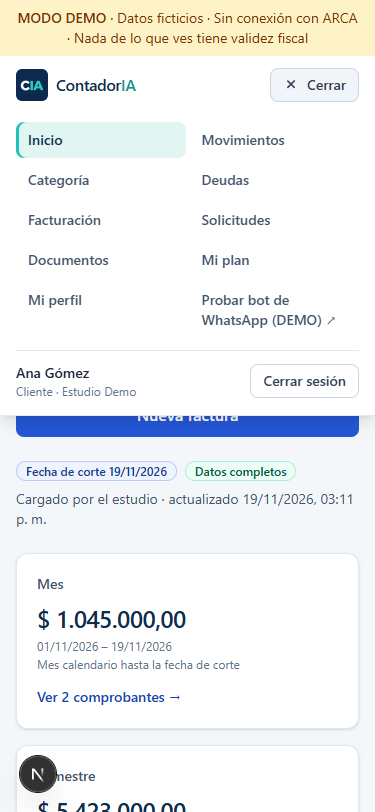 MODO DEMO · Datos ficticios · Sin conexión con ARCA
· Nada de lo que ves tiene validez fiscal
CIA ContadorIA
✕ Cerrar
Inicio
Movimientos
Categoría
Deudas
Facturación
Solicitudes
Documentos
Mi plan
Mi perfil
Probar bot de
WhatsApp (DEMO) ↗
Ana Gómez
Cliente · Estudio Demo
Cerrar sesión
Nueva factura
Fecha de corte 19/11/2026
Datos completos
Cargado por el estudio · actualizado 19/11/2026, 03:11
p. m.
Mes
$ 1.045.000,00
01/11/2026 – 19/11/2026
Mes calendario hasta la fecha de corte
Ver 2 comprobantes →
N
mestre
$ 5.423.000,00